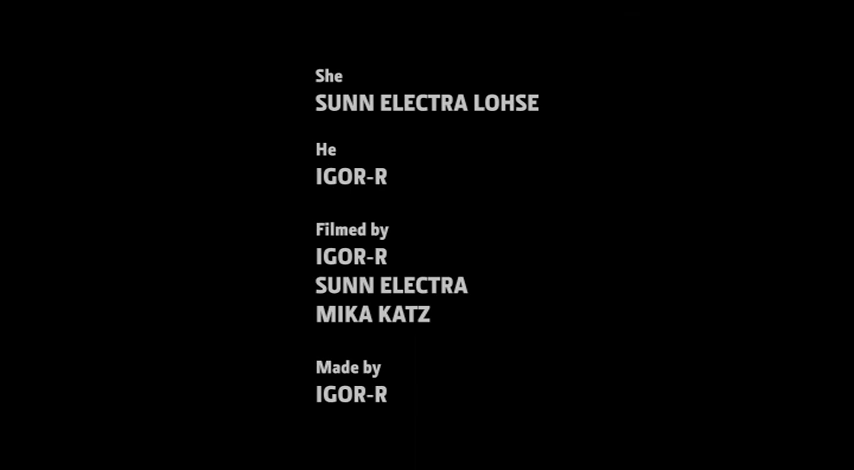 She
SUNN ELECTRA LOHSE
He
IGOR-R
Filmed by
IGOR-R
SUNN ELECTRA
MIKA KATZ
Made by
IGOR-R